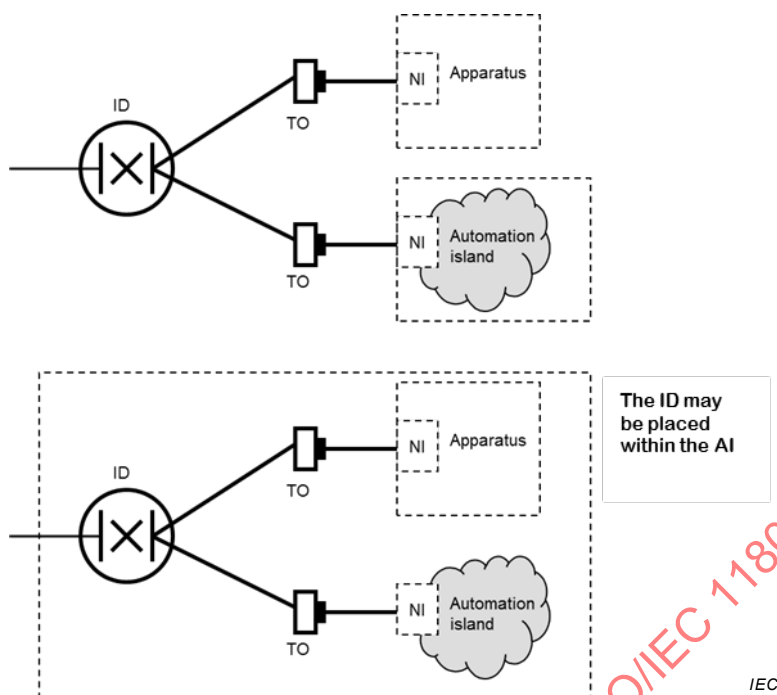 ID
TO
NI
Apparatus
TO
NI
Automation
island
ID
TO
NI
Apparatus
TO
NI
Automation
island
The ID may
be placed
within the AI
IEC